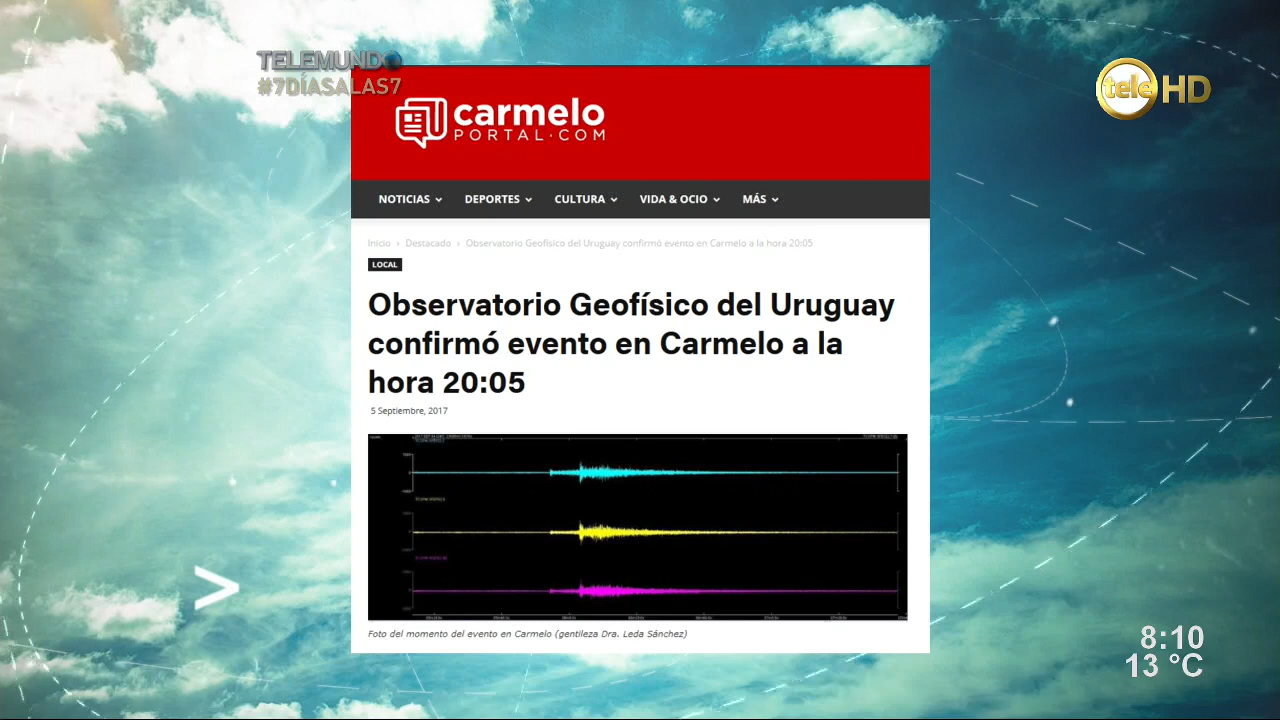 TELEMUNDO
#7DÍASALAS7
tele HD
carmelo
PORTAL·COM
NOTICIAS DEPORTES CULTURA VIDA & OCIO MÁS
Inicio › Destacado › Observatorio Geofísico del Uruguay confirmó evento en Carmelo a la hora 20:05
LOCAL
Observatorio Geofísico del Uruguay
confirmó evento en Carmelo a la
hora 20:05
5 Septiembre, 2017
Foto del momento del evento en Carmelo (gentileza Dra. Leda Sánchez)
>
8:10
13 °C